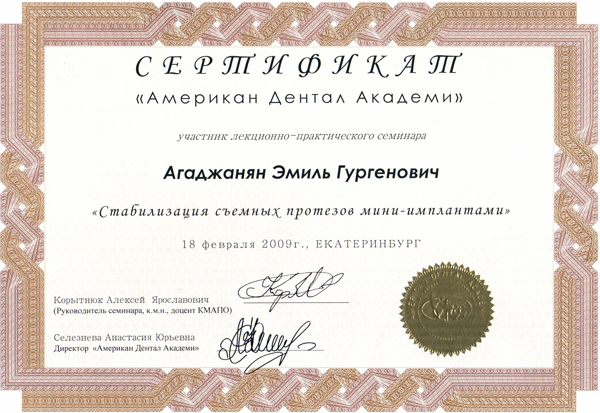 СЕРТИФИКАТ
«Американ Дентал Академи»
участник лекционно-практического семинара
Агаджанян Эмиль Гургенович
«Стабилизация съемных протезов мини-имплантами»
18 февраля 2009г., ЕКАТЕРИНБУРГ
Корытнюк Алексей Ярославович
(Руководитель семинара, к.м.н., доцент КМАПО)
Селезнева Анастасия Юрьевна
Директор «Американ Дентал Академи»